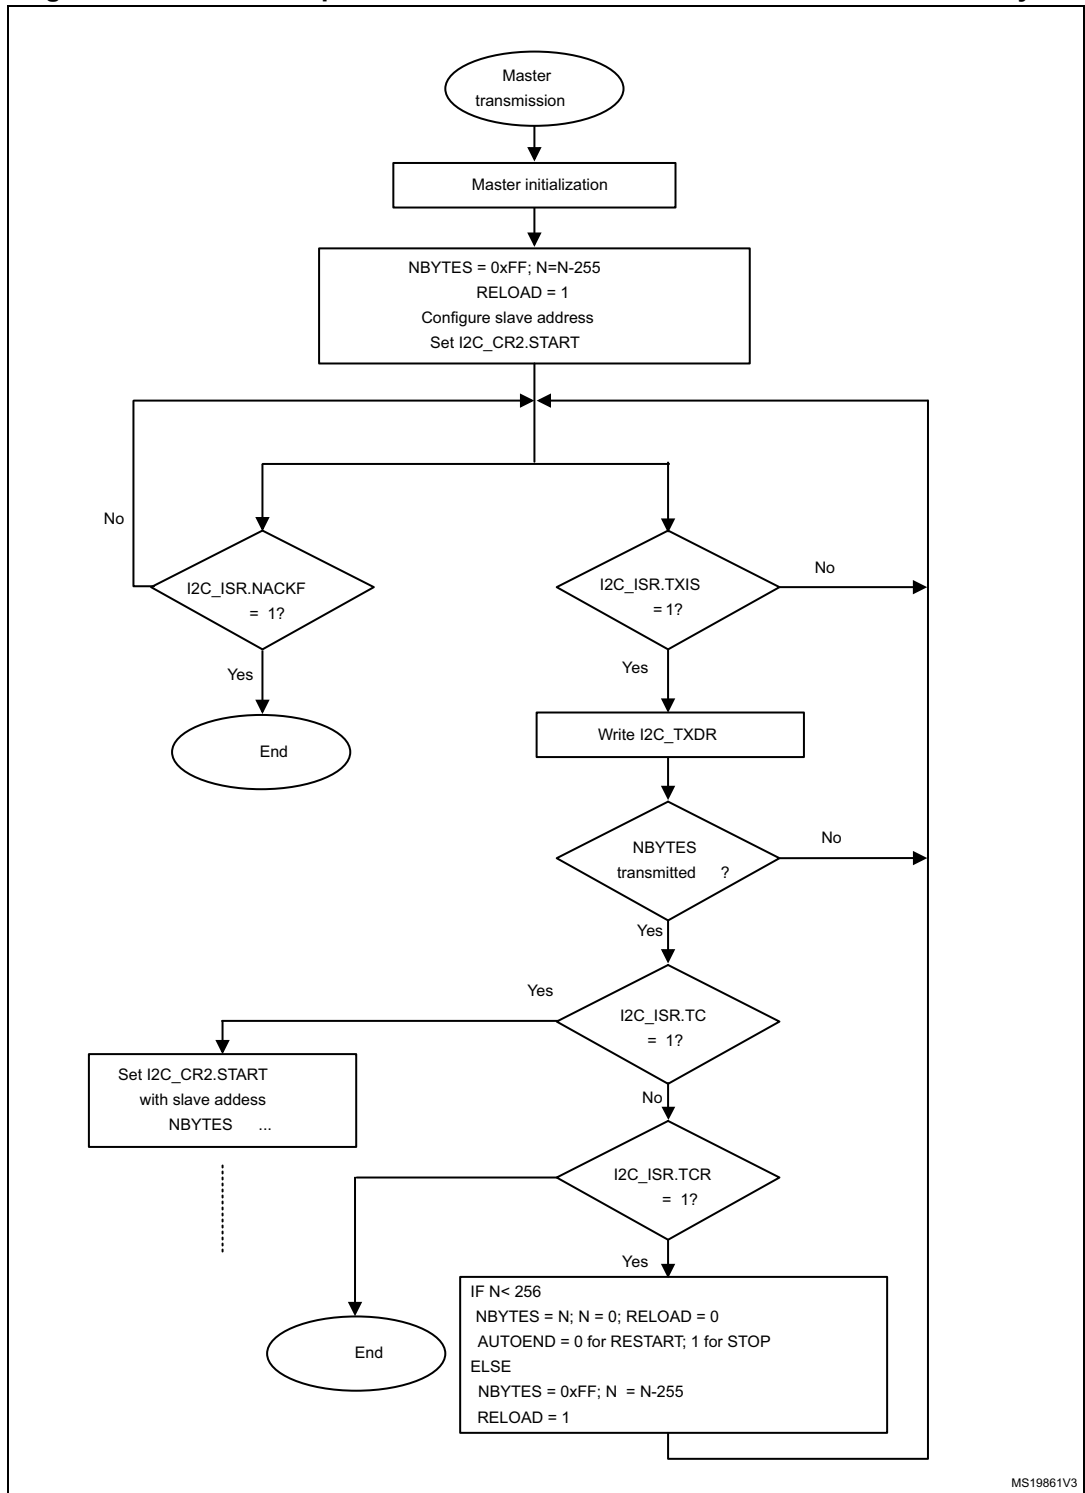 Master
transmission
Master initialization
NBYTES = 0xFF; N=N-255
RELOAD = 1
Configure slave address
Set I2C_CR2.START
No
I2C_ISR.NACKF
= 1?
I2C_ISR.TXIS
= 1?
No
Yes
Yes
End
Write I2C_TXDR
NBYTES
transmitted ?
No
Yes
Yes
I2C_ISR.TC
= 1?
Set I2C_CR2.START
with slave addess
NBYTES ...
No
I2C_ISR.TCR
= 1?
Yes
End
IF N< 256
NBYTES = N; N = 0; RELOAD = 0
AUTOEND = 0 for RESTART; 1 for STOP
ELSE
NBYTES = 0xFF; N = N-255
RELOAD = 1
MS19861V3